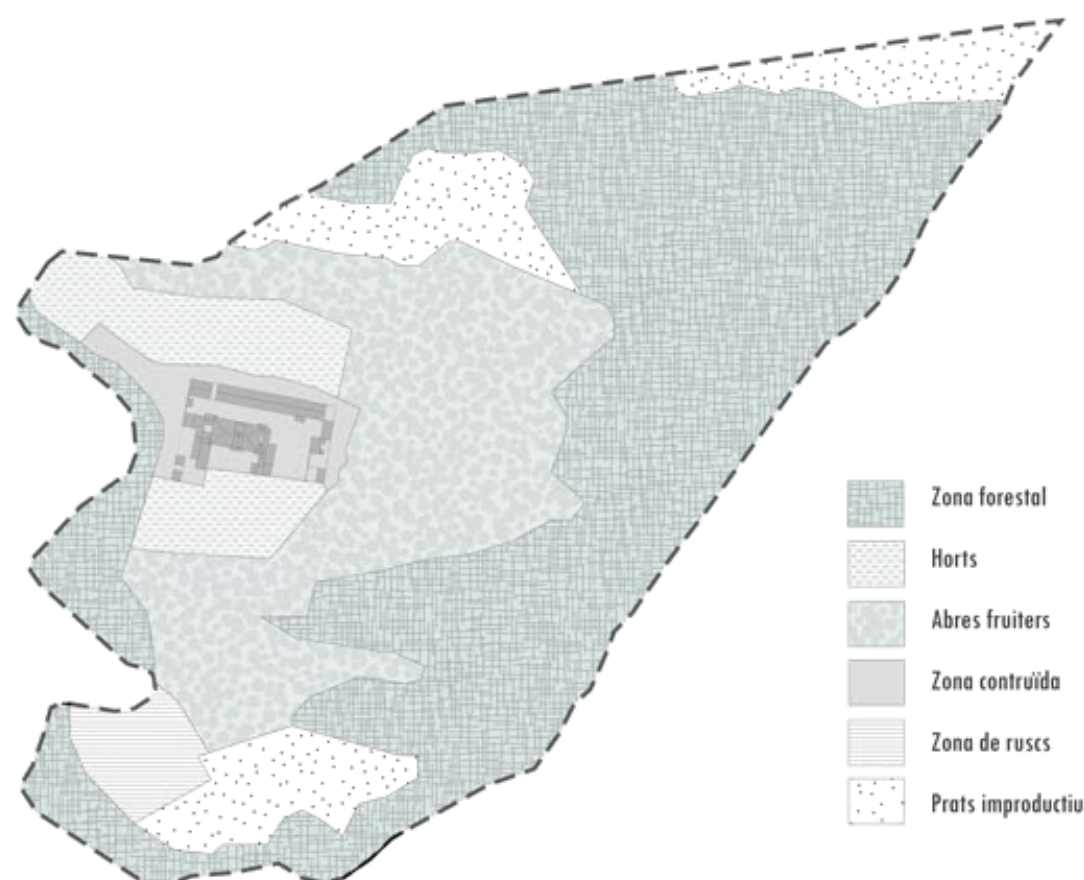 Zona forestal
Horts
Abres fruiters
Zona contruïda
Zona de ruscs
Prats improductiu